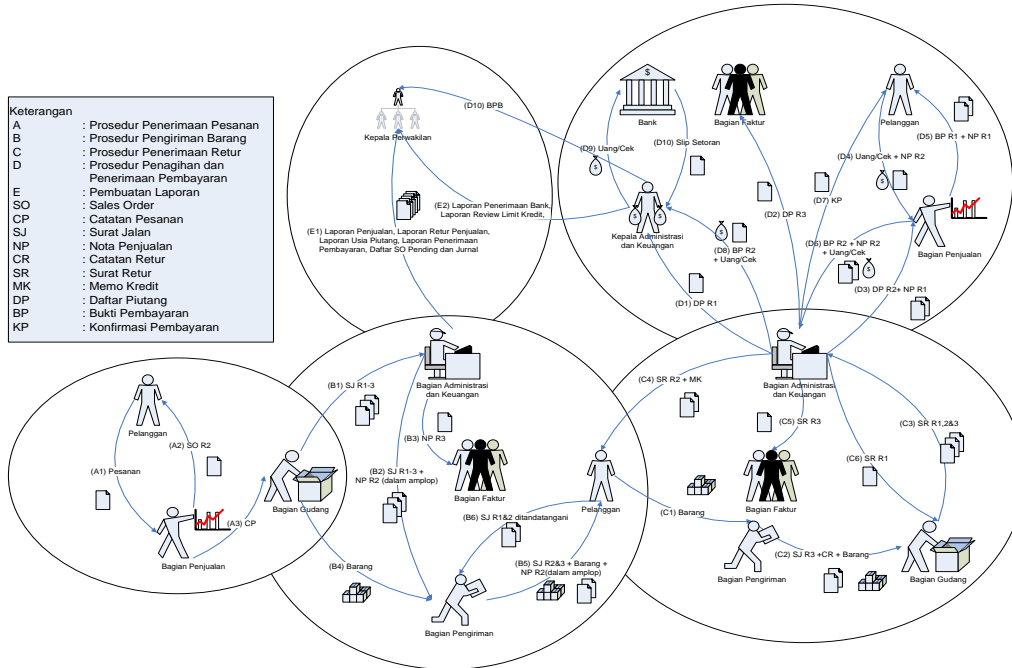 Keterangan
A : Prosedur Penerimaan Pesanan
B : Prosedur Pengiriman Barang
C : Prosedur Penerimaan Retur
D : Prosedur Penagihan dan
Penerimaan Pembayaran
E : Pembuatan Laporan
SO : Sales Order
CP : Catatan Pesanan
SJ : Surat Jalan
NP : Nota Penjualan
CR : Catatan Retur
SR : Surat Retur
MK : Memo Kredit
DP : Daftar Piutang
BP : Bukti Pembayaran
KP : Konfirmasi Pembayaran
Kepala Perwakilan
(D10) BPB
(E2) Laporan Penerimaan Bank,
Laporan Review Limit Kredit,
(E1) Laporan Penjualan, Laporan Retur Penjualan,
Laporan Usia Piutang, Laporan Penerimaan
Pembayaran, Daftar SO Pending dan Jurnal
$
Bank
Bagian Faktur
Pelanggan
(D9) Uang/Cek
$
(D10) Slip Setoran
(D5) BP R1 + NP R1
(D4) Uang/Cek + NP R2
$
(D7) KP
(D2) DP R3
$ $
Kepala Administrasi
dan Keuangan
Bagian Penjualan
$
(D8) BP R2
+ Uang/Cek
(D6) BP R2 + NP R2
+ Uang/Cek
$
(D3) DP R2+ NP R1
(D1) DP R1
Pelanggan
(A2) SO R2
(A1) Pesanan
(A3) CP
Bagian Penjualan
Bagian Gudang
(B1) SJ R1-3
Bagian Administrasi
dan Keuangan
(B3) NP R3
(B2) SJ R1-3 +
NP R2 (dalam amplop)
Bagian Faktur
(B4) Barang
(B6) SJ R1&2 ditandatangani
(B5) SJ R2&3 + Barang +
NP R2(dalam amplop)
Bagian Pengiriman
Pelanggan
Bagian Administrasi
dan Keuangan
(C4) SR R2 + MK
(C5) SR R3
(C3) SR R1,2&3
(C6) SR R1
Bagian Faktur
(C1) Barang
(C2) SJ R3 +CR + Barang
Bagian Pengiriman
Bagian Gudang